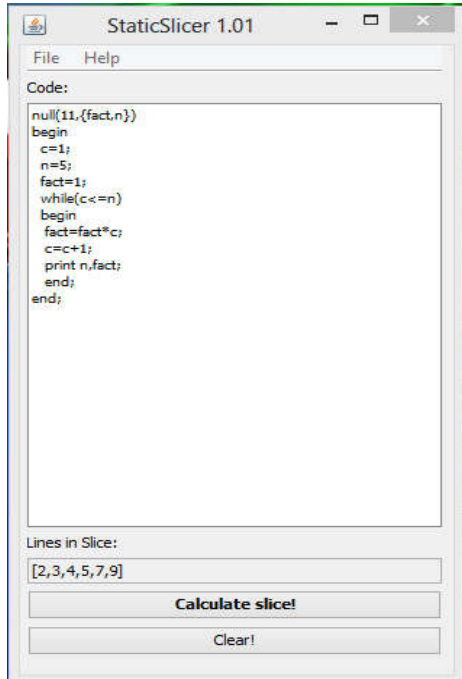 StaticSlicer 1.01
File Help
Code:
null(11,{fact,n})
begin
c=1;
n=5;
fact=1;
while(c<=n)
begin
fact=fact*c;
c=c+1;
print n,fact;
end;
end;
Lines in Slice:
[2,3,4,5,7,9]
Calculate slice!
Clear!